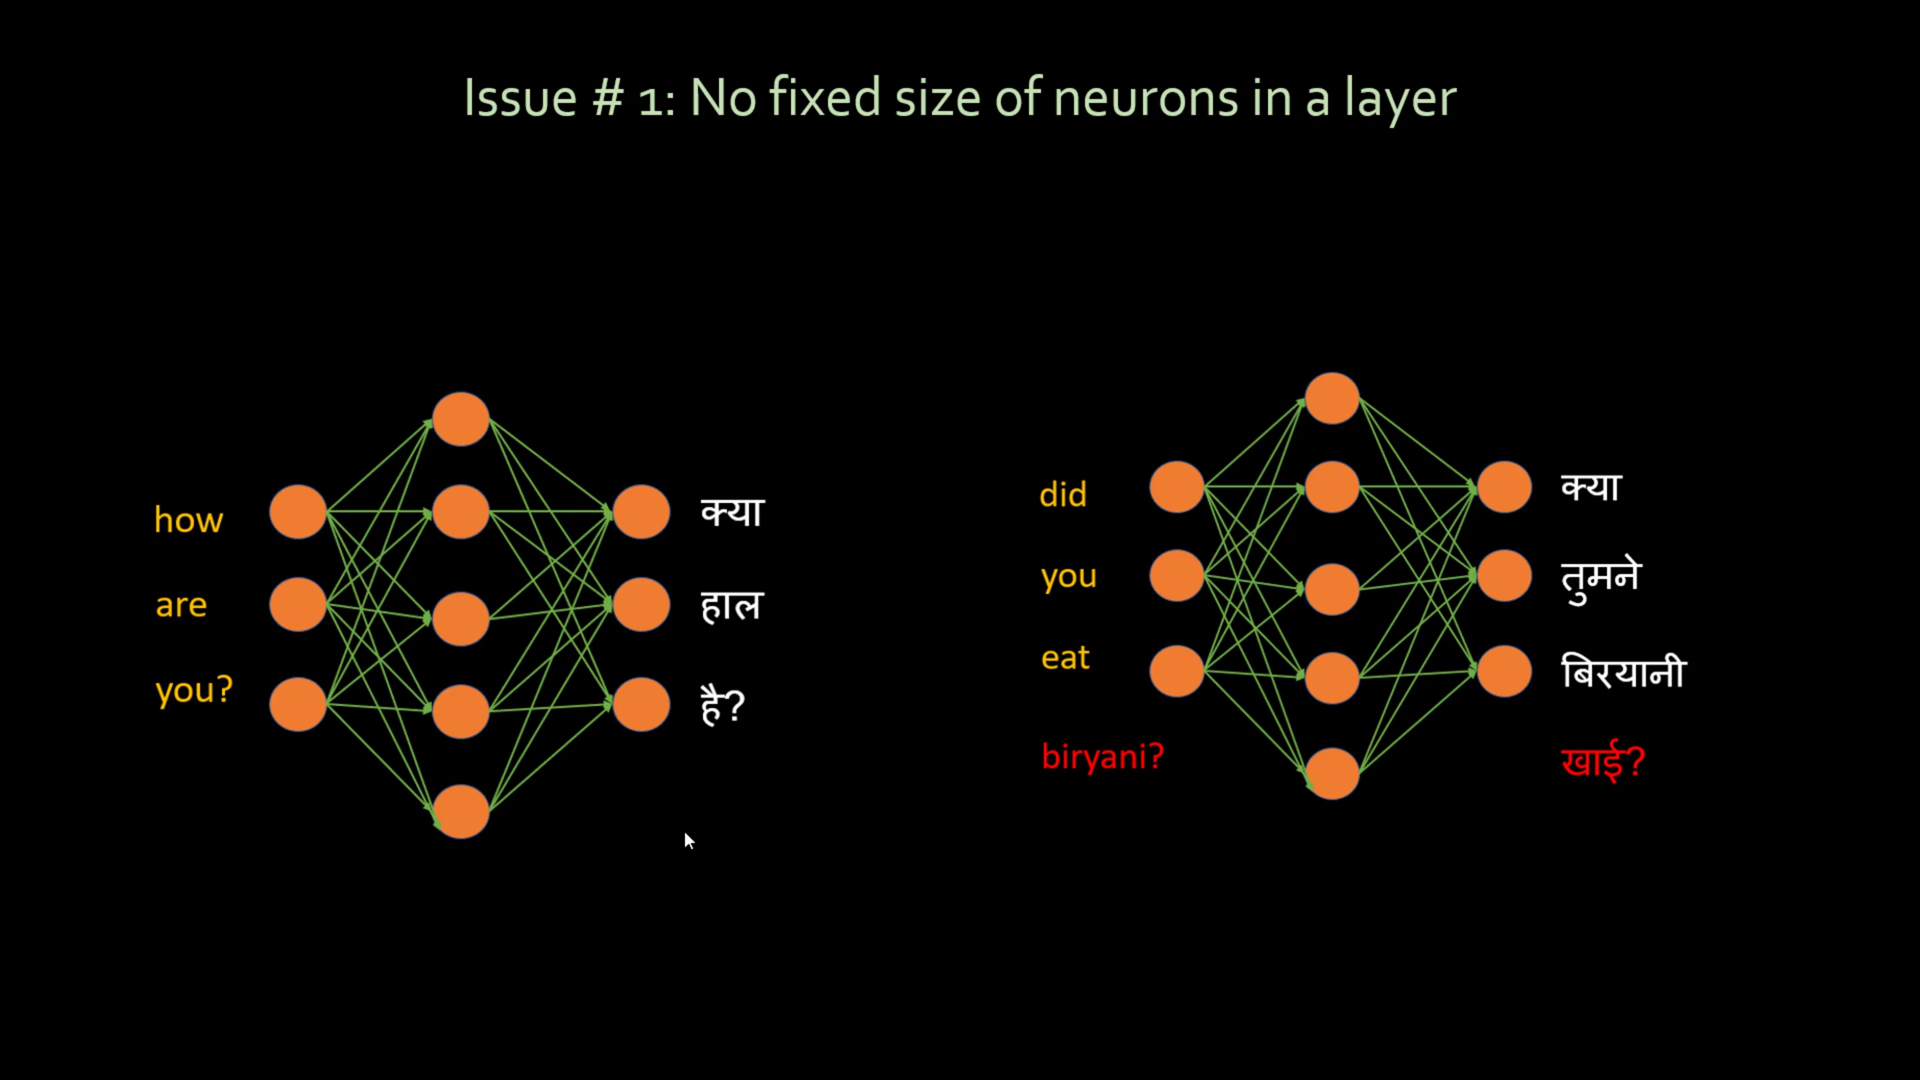 Issue # 1: No fixed size of neurons in a layer
how
are
you?
क्या
हाल
है?
did
you
eat
biryani?
क्या
तुमने
बिरयानी
खाई?